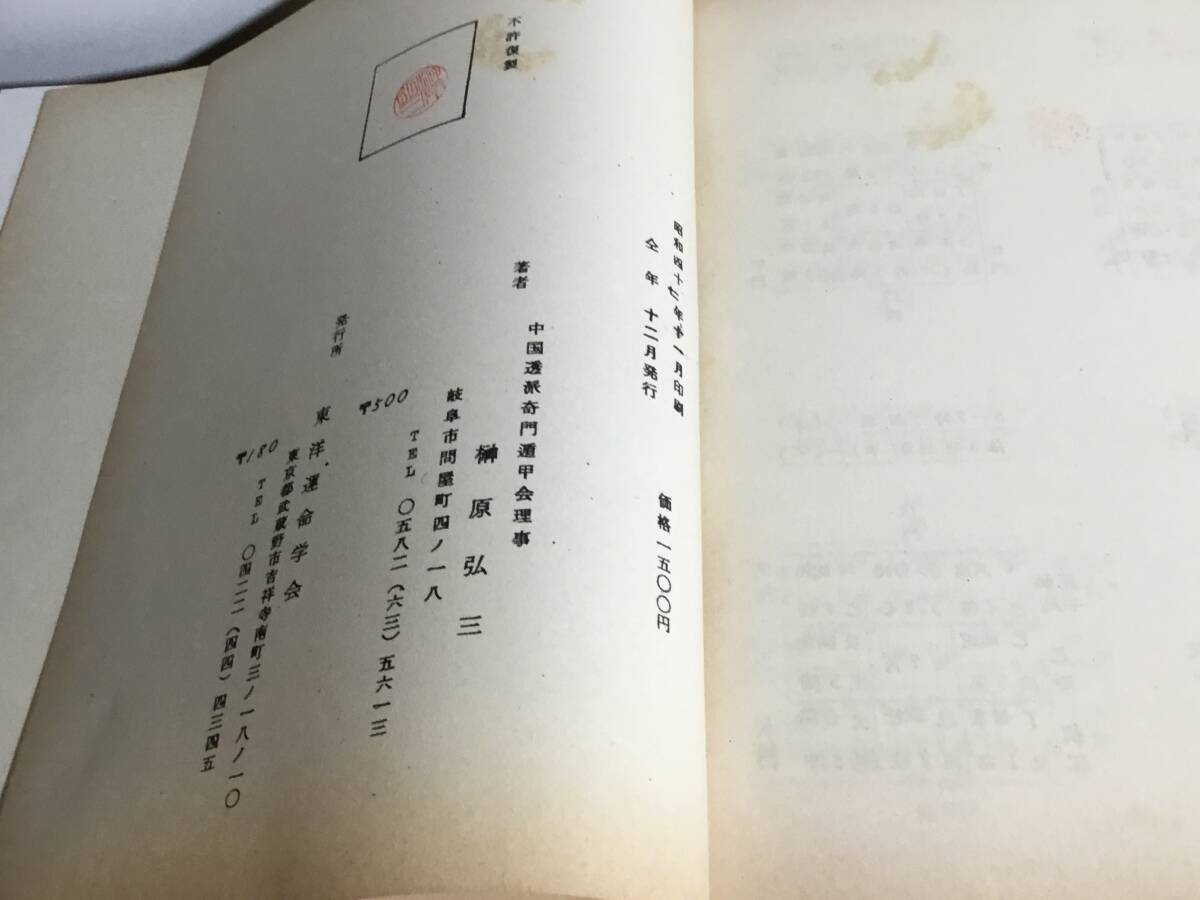 昭和四十七年十一月印刷
仝年十二月発行
価格一五〇〇円
著者
中国透派奇門遁甲会理事
榊原弘三
岐阜市問屋町四ノ一八
〒500
TEL 〇五八二(六三)五六一三
発行所
東洋運命学会
東京都武蔵野市吉祥寺南町三ノ一八ノ一〇
〒180
TEL 〇四二二(四四)四三四五
不許復製